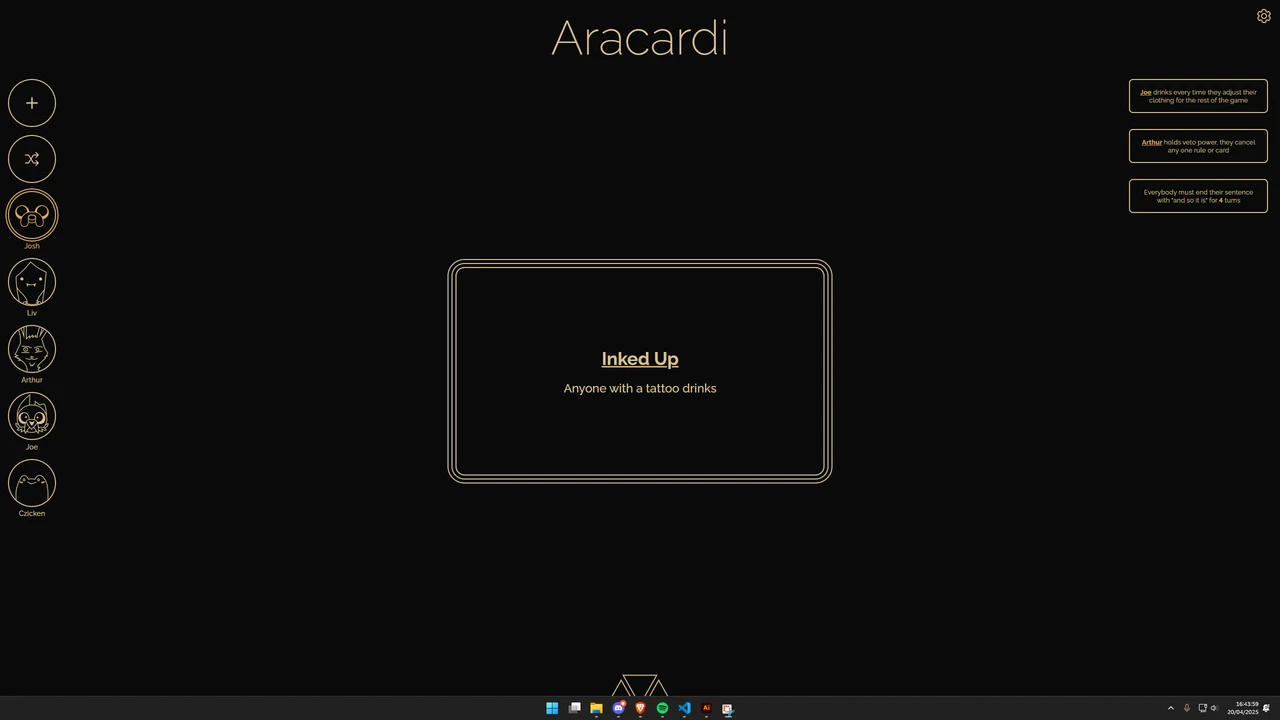 Aracardi
Josh
Liv
Arthur
Joe
Czicken
Inked Up
Anyone with a tattoo drinks
Joe drinks every time they adjust their
clothing for the rest of the game
Arthur holds veto power, they cancel
any one rule or card
Everybody must end their sentence
with "and so it is" for 4 turns
Ai
16:43:59
20/04/2025